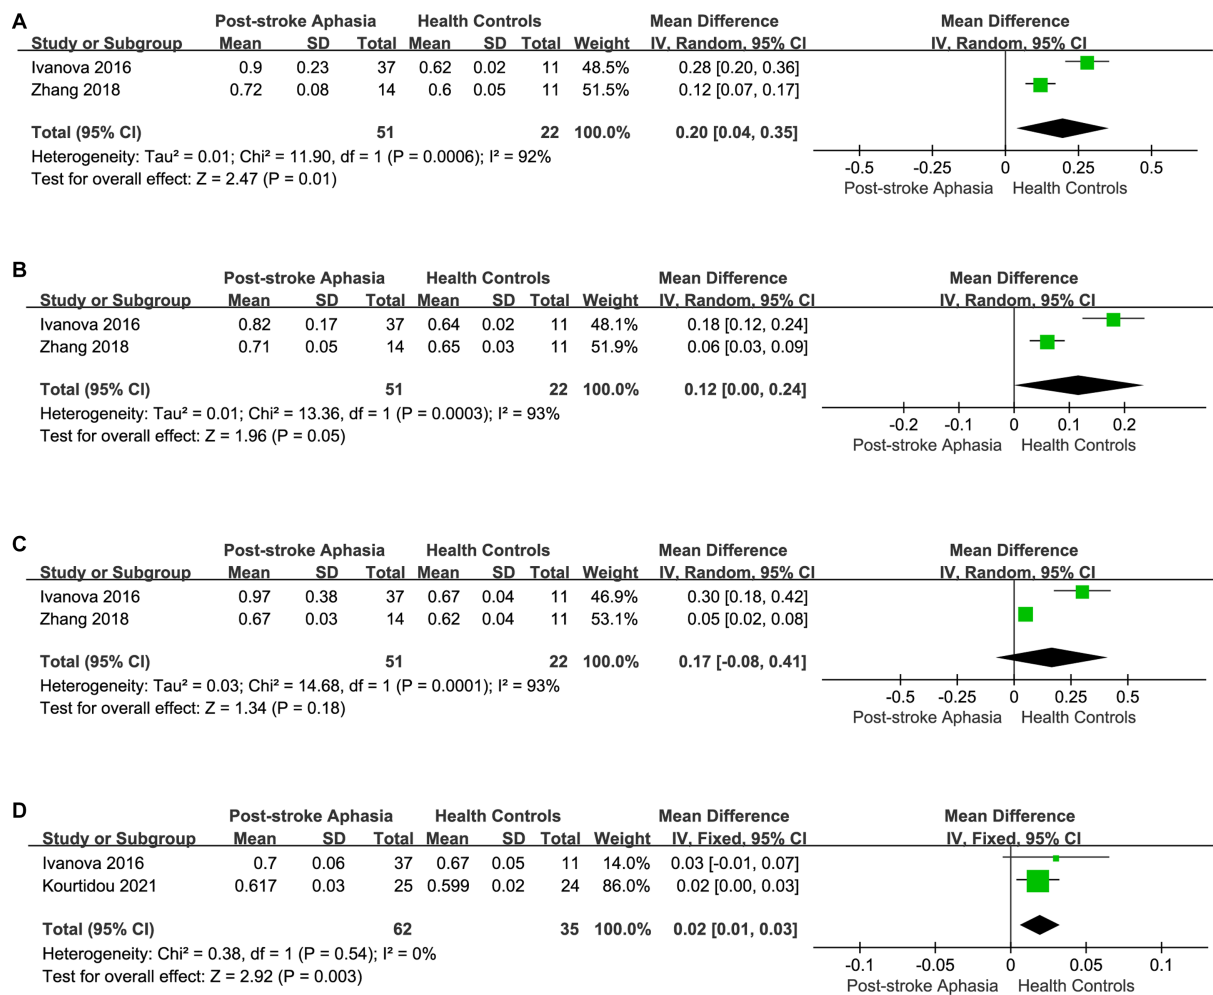 A
Post-stroke Aphasia Health Controls Mean Difference Mean Difference
Study or Subgroup Mean SD Total Mean SD Total Weight IV, Random, 95% CI IV, Random, 95% CI
Ivanova 2016 0.9 0.23 37 0.62 0.02 11 48.5% 0.28 [0.20, 0.36]
Zhang 2018 0.72 0.08 14 0.6 0.05 11 51.5% 0.12 [0.07, 0.17]
Total (95% CI) 51 22 100.0% 0.20 [0.04, 0.35]
Heterogeneity: Tau² = 0.01; Chi² = 11.90, df = 1 (P = 0.0006); I² = 92%
Test for overall effect: Z = 2.47 (P = 0.01)
-0.5 -0.25 0 0.25 0.5
Post-stroke Aphasia Health Controls
B
Post-stroke Aphasia Health Controls Mean Difference Mean Difference
Study or Subgroup Mean SD Total Mean SD Total Weight IV, Random, 95% CI IV, Random, 95% CI
Ivanova 2016 0.82 0.17 37 0.64 0.02 11 48.1% 0.18 [0.12, 0.24]
Zhang 2018 0.71 0.05 14 0.65 0.03 11 51.9% 0.06 [0.03, 0.09]
Total (95% CI) 51 22 100.0% 0.12 [0.00, 0.24]
Heterogeneity: Tau² = 0.01; Chi² = 13.36, df = 1 (P = 0.0003); I² = 93%
Test for overall effect: Z = 1.96 (P = 0.05)
-0.2 -0.1 0 0.1 0.2
Post-stroke Aphasia Health Controls
C
Post-stroke Aphasia Health Controls Mean Difference Mean Difference
Study or Subgroup Mean SD Total Mean SD Total Weight IV, Random, 95% CI IV, Random, 95% CI
Ivanova 2016 0.97 0.38 37 0.67 0.04 11 46.9% 0.30 [0.18, 0.42]
Zhang 2018 0.67 0.03 14 0.62 0.04 11 53.1% 0.05 [0.02, 0.08]
Total (95% CI) 51 22 100.0% 0.17 [-0.08, 0.41]
Heterogeneity: Tau² = 0.03; Chi² = 14.68, df = 1 (P = 0.0001); I² = 93%
Test for overall effect: Z = 1.34 (P = 0.18)
-0.5 -0.25 0 0.25 0.5
Post-stroke Aphasia Health Controls
D
Post-stroke Aphasia Health Controls Mean Difference Mean Difference
Study or Subgroup Mean SD Total Mean SD Total Weight IV, Fixed, 95% CI IV, Fixed, 95% CI
Ivanova 2016 0.7 0.06 37 0.67 0.05 11 14.0% 0.03 [-0.01, 0.07]
Kourtidou 2021 0.617 0.03 25 0.599 0.02 24 86.0% 0.02 [0.00, 0.03]
Total (95% CI) 62 35 100.0% 0.02 [0.01, 0.03]
Heterogeneity: Chi² = 0.38, df = 1 (P = 0.54); I² = 0%
Test for overall effect: Z = 2.92 (P = 0.003)
-0.1 -0.05 0 0.05 0.1
Post-stroke Aphasia Health Controls